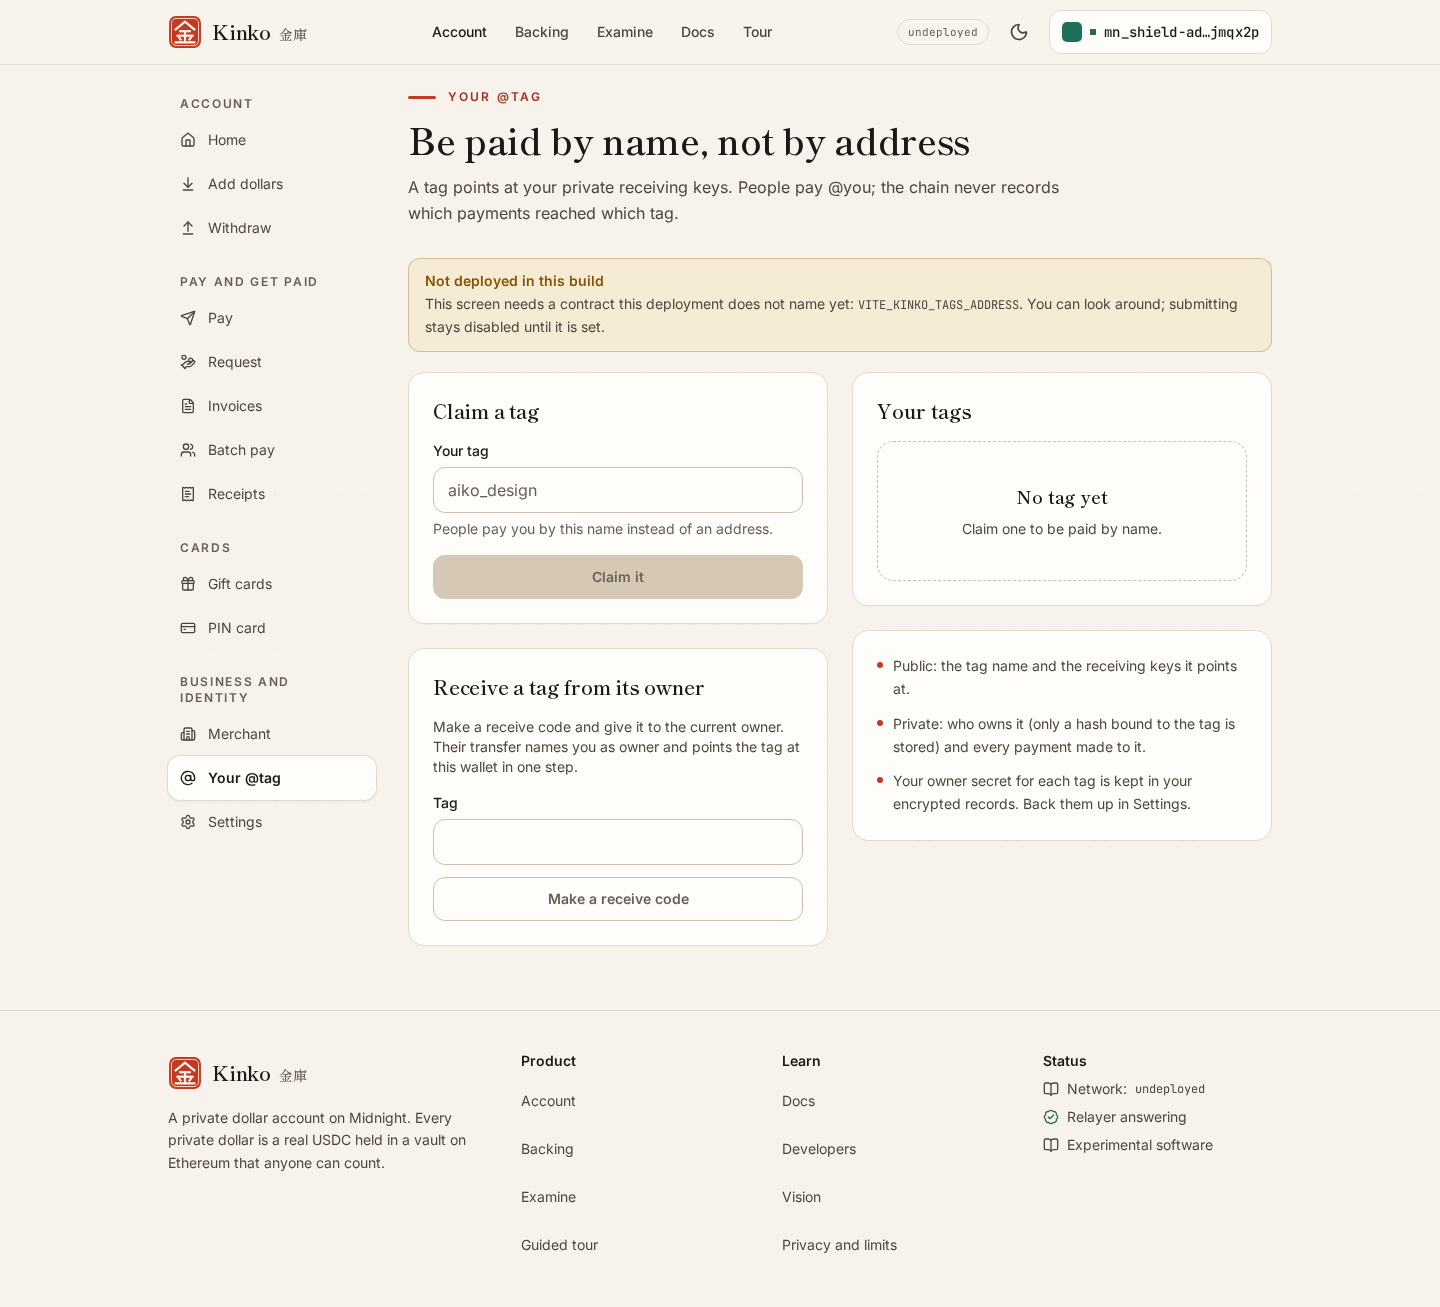 金 Kinko 金庫
Account Backing Examine Docs Tour
undeployed
mn_shield-ad…jmqx2p
ACCOUNT
Home
Add dollars
Withdraw
PAY AND GET PAID
Pay
Request
Invoices
Batch pay
Receipts
CARDS
Gift cards
PIN card
BUSINESS AND
IDENTITY
Merchant
Your @tag
Settings
YOUR @TAG
Be paid by name, not by address
A tag points at your private receiving keys. People pay @you; the chain never records
which payments reached which tag.
Not deployed in this build
This screen needs a contract this deployment does not name yet: VITE_KINKO_TAGS_ADDRESS. You can look around; submitting
stays disabled until it is set.
Claim a tag
Your tag
aiko_design
People pay you by this name instead of an address.
Claim it
Receive a tag from its owner
Make a receive code and give it to the current owner.
Their transfer names you as owner and points the tag at
this wallet in one step.
Tag
Make a receive code
Your tags
No tag yet
Claim one to be paid by name.
Public: the tag name and the receiving keys it points
at.
Private: who owns it (only a hash bound to the tag is
stored) and every payment made to it.
Your owner secret for each tag is kept in your
encrypted records. Back them up in Settings.
金 Kinko 金庫
A private dollar account on Midnight. Every
private dollar is a real USDC held in a vault on
Ethereum that anyone can count.
Product
Account
Backing
Examine
Guided tour
Learn
Docs
Developers
Vision
Privacy and limits
Status
Network: undeployed
Relayer answering
Experimental software